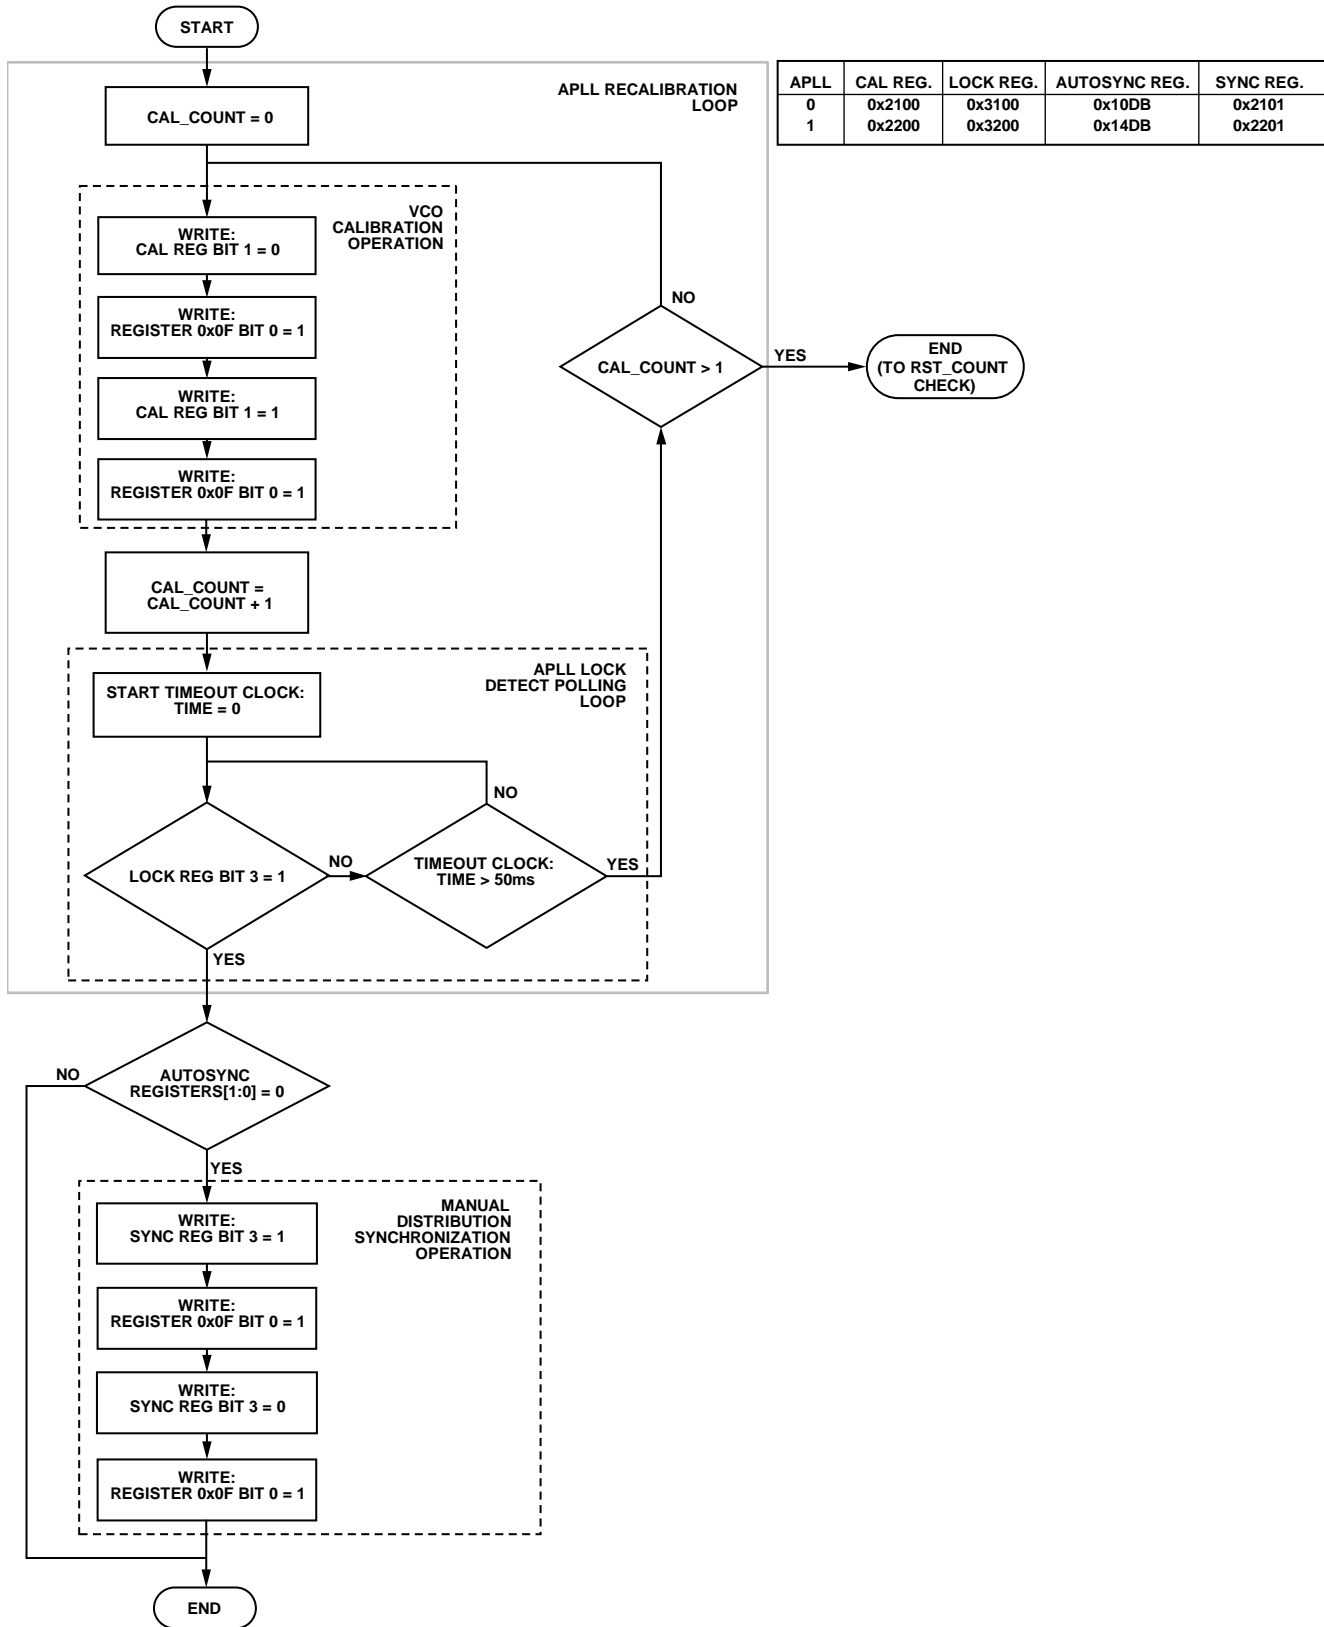 START
APLL RECALIBRATION
LOOP
CAL_COUNT = 0
APLL CAL REG. LOCK REG. AUTOSYNC REG. SYNC REG.
0 0x2100 0x3100 0x10DB 0x2101
1 0x2200 0x3200 0x14DB 0x2201
VCO
CALIBRATION
OPERATION
WRITE:
CAL REG BIT 1 = 0
WRITE:
REGISTER 0x0F BIT 0 = 1
WRITE:
CAL REG BIT 1 = 1
WRITE:
REGISTER 0x0F BIT 0 = 1
NO
CAL_COUNT > 1
YES
END
(TO RST_COUNT
CHECK)
CAL_COUNT =
CAL_COUNT + 1
APLL LOCK
DETECT POLLING
LOOP
START TIMEOUT CLOCK:
TIME = 0
NO
LOCK REG BIT 3 = 1
NO
TIMEOUT CLOCK:
TIME > 50ms
YES
YES
NO
AUTOSYNC
REGISTERS[1:0] = 0
YES
MANUAL
DISTRIBUTION
SYNCHRONIZATION
OPERATION
WRITE:
SYNC REG BIT 3 = 1
WRITE:
REGISTER 0x0F BIT 0 = 1
WRITE:
SYNC REG BIT 3 = 0
WRITE:
REGISTER 0x0F BIT 0 = 1
END